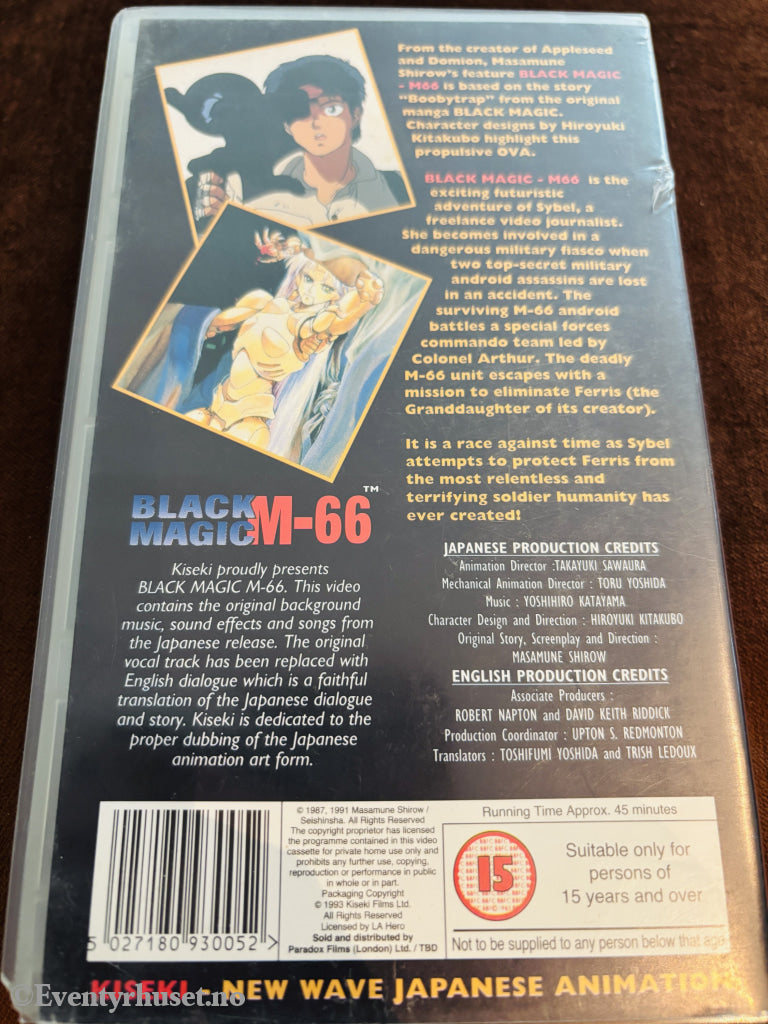 From the creator of Appleseed
and Domion, Masamune
Shirow's feature BLACK MAGIC
- M66 is based on the story
"Boobytrap" from the original
manga BLACK MAGIC.
Character designs by Hiroyuki
Kitakubo highlight this
propulsive OVA.
BLACK MAGIC - M66 is the
exciting futuristic
adventure of Sybel, a
freelance video journalist.
She becomes involved in a
dangerous military fiasco when
two top-secret military
android assassins are lost
in an accident. The
surviving M-66 android
battles a special forces
commando team led by
Colonel Arthur. The deadly
M-66 unit escapes with a
mission to eliminate Ferris (the
Granddaughter of its creator).
It is a race against time as Sybel
attempts to protect Ferris from
the most relentless and
terrifying soldier humanity has
ever created!
BLACK
MAGIC M-66 ™
Kiseki proudly presents
BLACK MAGIC M-66. This video
contains the original background
music, sound effects and songs from
the Japanese release. The original
vocal track has been replaced with
English dialogue which is a faithful
translation of the Japanese dialogue
and story. Kiseki is dedicated to the
proper dubbing of the Japanese
animation art form.
JAPANESE PRODUCTION CREDITS
Animation Director :TAKAYUKI SAWAURA
Mechanical Animation Director : TORU YOSHIDA
Music : YOSHIHIRO KATAYAMA
Character Design and Direction : HIROYUKI KITAKUBO
Original Story, Screenplay and Direction :
MASAMUNE SHIROW
ENGLISH PRODUCTION CREDITS
Associate Producers :
ROBERT NAPTON and DAVID KEITH RIDDICK
Production Coordinator : UPTON S. REDMONTON
Translators : TOSHIFUMI YOSHIDA and TRISH LEDOUX
5 027180 930052 >
© 1987, 1991 Masamune Shirow /
Seishinsha. All Rights Reserved
The copyright proprietor has licensed
the programme contained in this video
cassette for private home use only and
prohibits any further use, copying,
reproduction or performance in public
in whole or in part.
Packaging Copyright
© 1993 Kiseki Films Ltd.
All Rights Reserved
Licensed by LA Hero
Sold and distributed by
Paradox Films (London) Ltd. / TBD
Running Time Approx. 45 minutes
15
Suitable only for
persons of
15 years and over
Not to be supplied to any person below that age
KISEKI - NEW WAVE JAPANESE ANIMATION
©Eventyrhuset.no